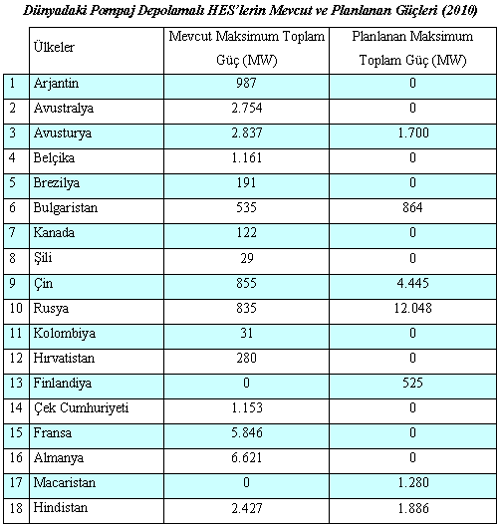 Dünyadaki Pompaj Depolamalı HES'lerin Mevcut ve Planlanan Güçleri (2010)
Ülkeler Mevcut Maksimum Toplam Güç (MW) Planlanan Maksimum Toplam Güç (MW)
1 Arjantin 987 0
2 Avustralya 2.754 0
3 Avusturya 2.837 1.700
4 Belçika 1.161 0
5 Brezilya 191 0
6 Bulgaristan 535 864
7 Kanada 122 0
8 Şili 29 0
9 Çin 855 4.445
10 Rusya 835 12.048
11 Kolombiya 31 0
12 Hırvatistan 280 0
13 Finlandiya 0 525
14 Çek Cumhuriyeti 1.153 0
15 Fransa 5.846 0
16 Almanya 6.621 0
17 Macaristan 0 1.280
18 Hindistan 2.427 1.886